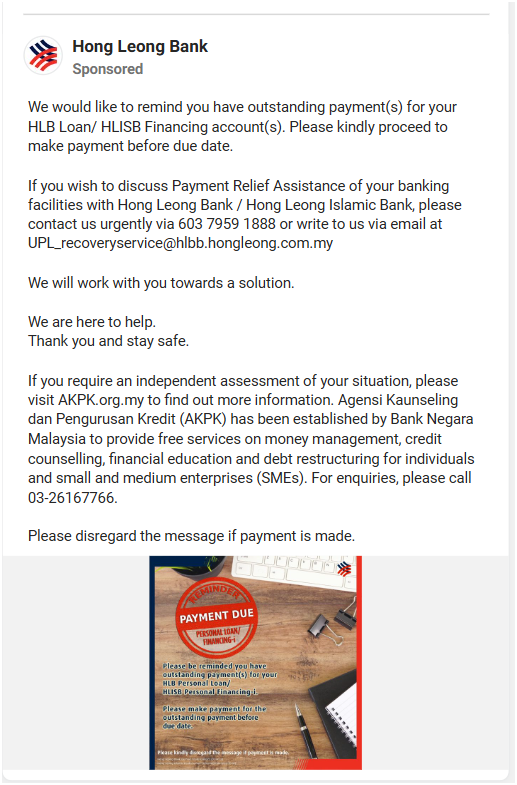 Hong Leong Bank
Sponsored
We would like to remind you have outstanding payment(s) for your
HLB Loan/ HLISB Financing account(s). Please kindly proceed to
make payment before due date.
If you wish to discuss Payment Relief Assistance of your banking
facilities with Hong Leong Bank / Hong Leong Islamic Bank, please
contact us urgently via 603 7959 1888 or write to us via email at
UPL_recoveryservice@hlbb.hongleong.com.my
We will work with you towards a solution.
We are here to help.
Thank you and stay safe.
If you require an independent assessment of your situation, please
visit AKPK.org.my to find out more information. Agensi Kaunseling
dan Pengurusan Kredit (AKPK) has been established by Bank Negara
Malaysia to provide free services on money management, credit
counselling, financial education and debt restructuring for individuals
and small and medium enterprises (SMEs). For enquiries, please call
03-26167766.
Please disregard the message if payment is made.
REMINDER
PAYMENT DUE
PERSONAL LOAN/
FINANCING-i
Please be reminded you have
outstanding payment(s) for your
HLB Personal Loan/
HLISB Personal Financing-i
Please make payment for the
outstanding payment before
due date.
Please kindly disregard the message if payment is made.